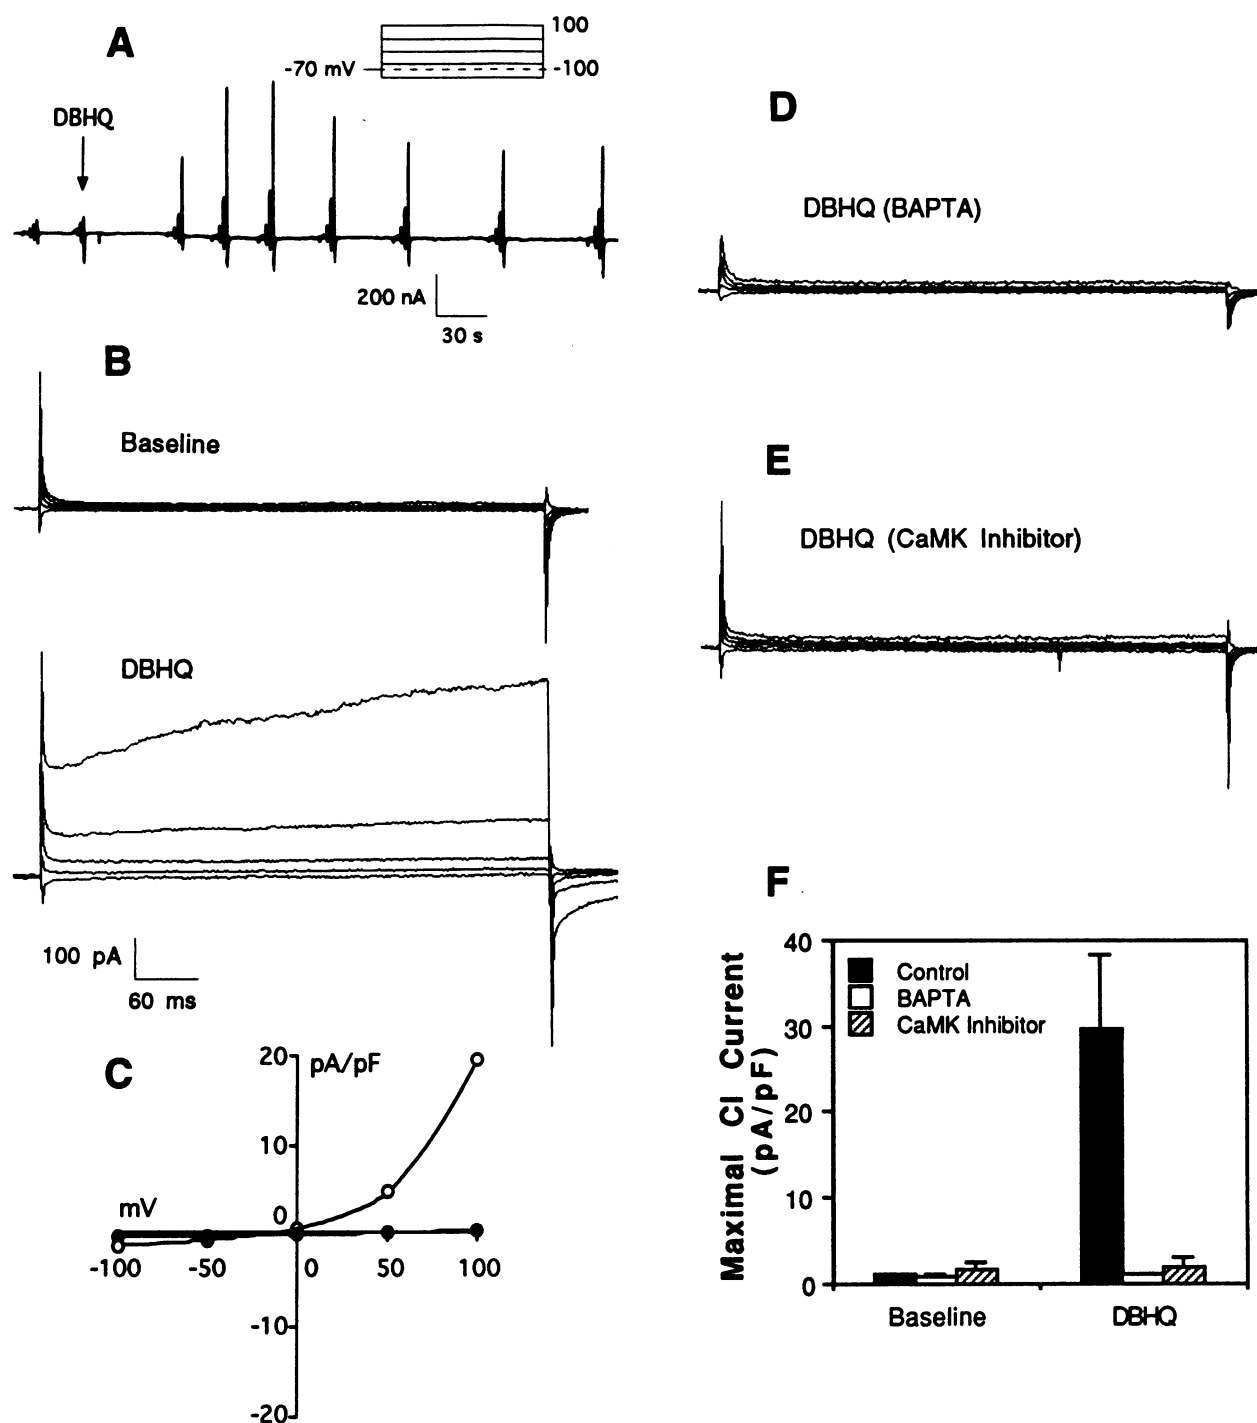 A
100
-70 mV
-100
DBHQ
200 nA
30 s
B
Baseline
DBHQ
100 pA
60 ms
C
20
pA/pF
10
mV
0
-100
-50
0
50
100
-10
-20
D
DBHQ (BAPTA)
E
DBHQ (CaMK Inhibitor)
F
Maximal Cl Current
(pA/pF)
40
30
20
10
0
Control
BAPTA
CaMK Inhibitor
Baseline
DBHQ